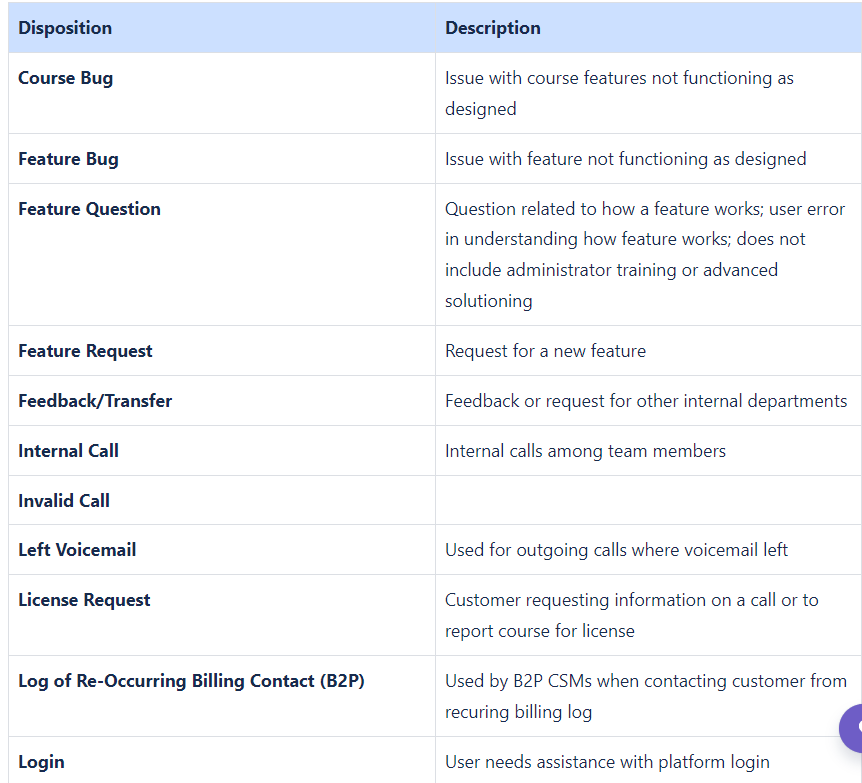 Disposition
Description
Course Bug
Issue with course features not functioning as
designed
Feature Bug
Issue with feature not functioning as designed
Feature Question
Question related to how a feature works; user error
in understanding how feature works; does not
include administrator training or advanced
solutioning
Feature Request
Request for a new feature
Feedback/Transfer
Feedback or request for other internal departments
Internal Call
Internal calls among team members
Invalid Call
Left Voicemail
Used for outgoing calls where voicemail left
License Request
Customer requesting information on a call or to
report course for license
Log of Re-Occurring Billing Contact (B2P)
Used by B2P CSMs when contacting customer from
recuring billing log
Login
User needs assistance with platform login